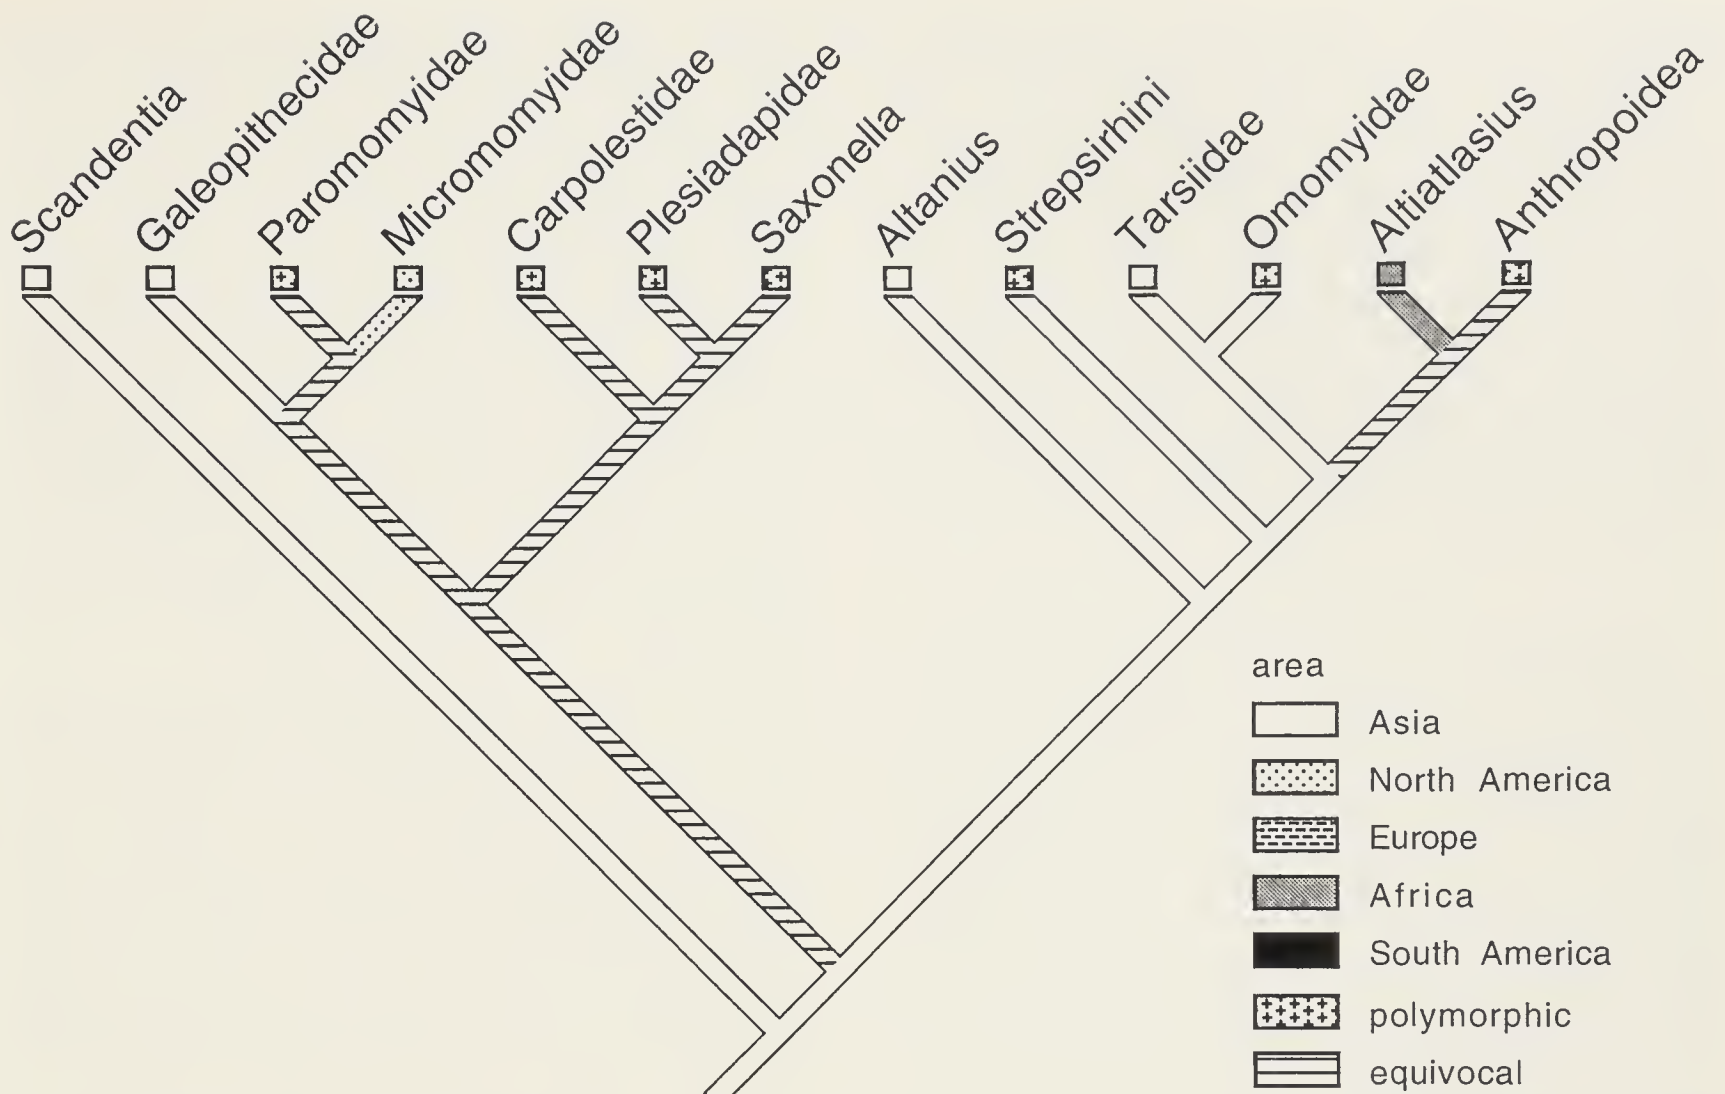 Scandentia
Galeopithecidae
Paromomyidae
Micromomyidae
Carpolestidae
Plesiadapidae
Saxonella
Altanius
Strepsirhini
Tarsiidae
Omomyidae
Altiatlasius
Anthropoidea
area
Asia
North America
Europe
Africa
South America
polymorphic
equivocal